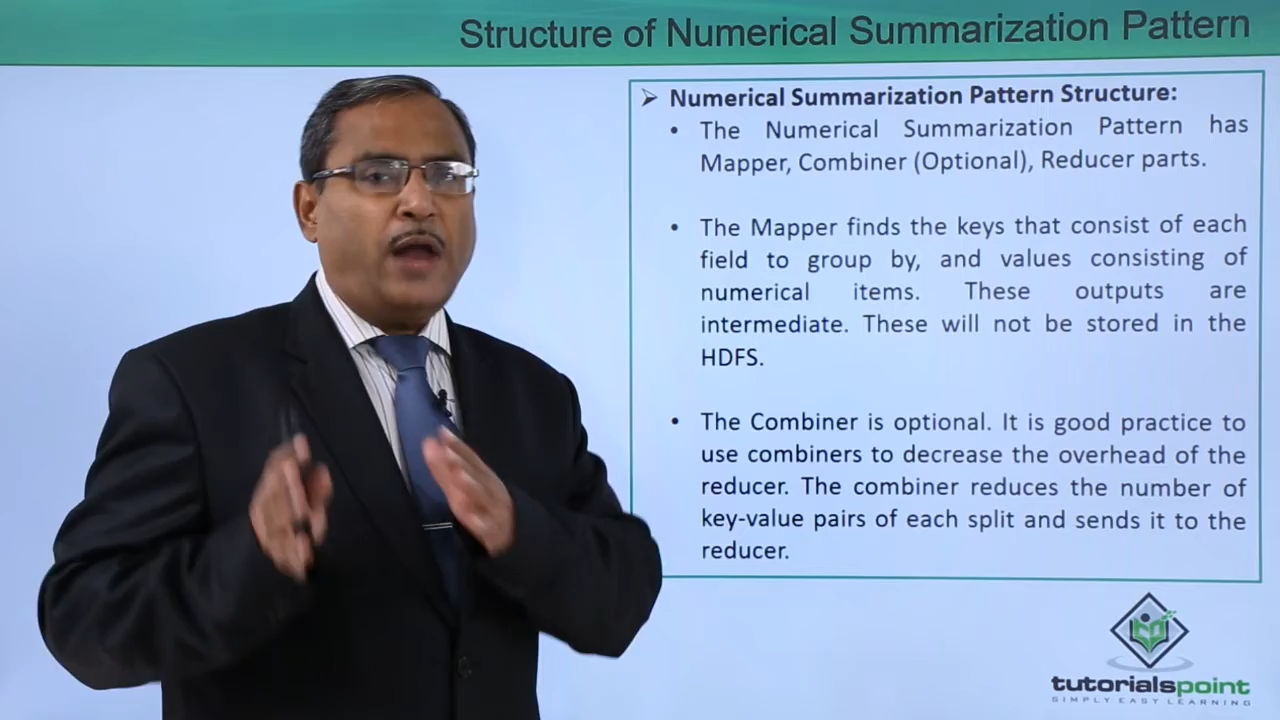 Structure of Numerical Summarization Pattern
➢ Numerical Summarization Pattern Structure:
• The Numerical Summarization Pattern has
Mapper, Combiner (Optional), Reducer parts.
• The Mapper finds the keys that consist of each
field to group by, and values consisting of
numerical items. These outputs are
intermediate. These will not be stored in the
HDFS.
• The Combiner is optional. It is good practice to
use combiners to decrease the overhead of the
reducer. The combiner reduces the number of
key-value pairs of each split and sends it to the
reducer.
tutorialspoint
SIMPLY EASY LEARNING